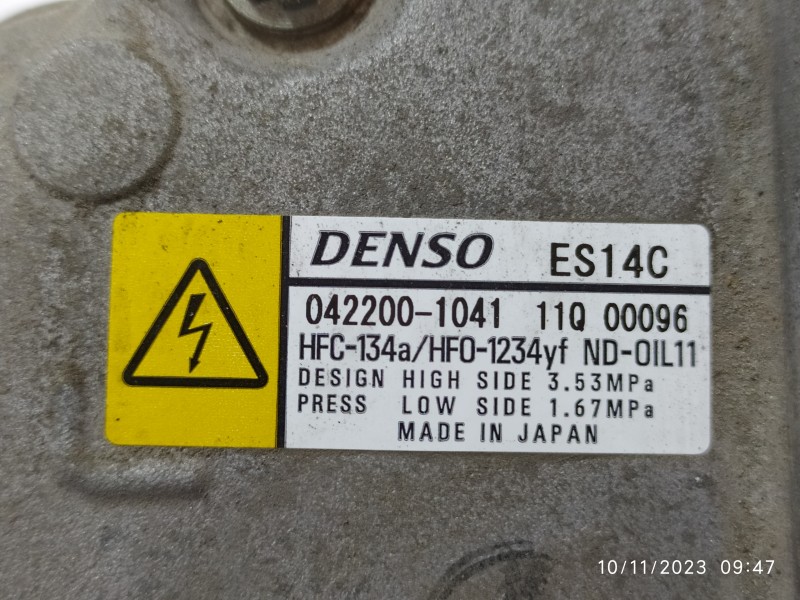 DENSO ES14C
042200-1041 11Q 00096
HFC-134a/HFO-1234yf ND-OIL11
DESIGN HIGH SIDE 3.53MPa
PRESS LOW SIDE 1.67MPa
MADE IN JAPAN
10/11/2023 09:47